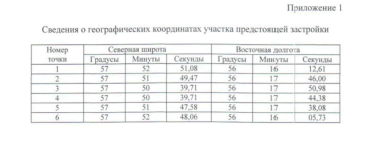 Приложение 1
Сведения о географических координатах участка предстоящей застройки
Номер точки Северная широта Восточная долгота
Градусы Минуты Секунды Градусы Минуты Секунды
1 57 52 51,08 56 16 12,61
2 57 51 49,47 56 17 46,00
3 57 50 39,71 56 17 50,98
4 57 50 39,71 56 17 44,38
5 57 51 47,58 56 17 38,08
6 57 52 48,06 56 16 05,73